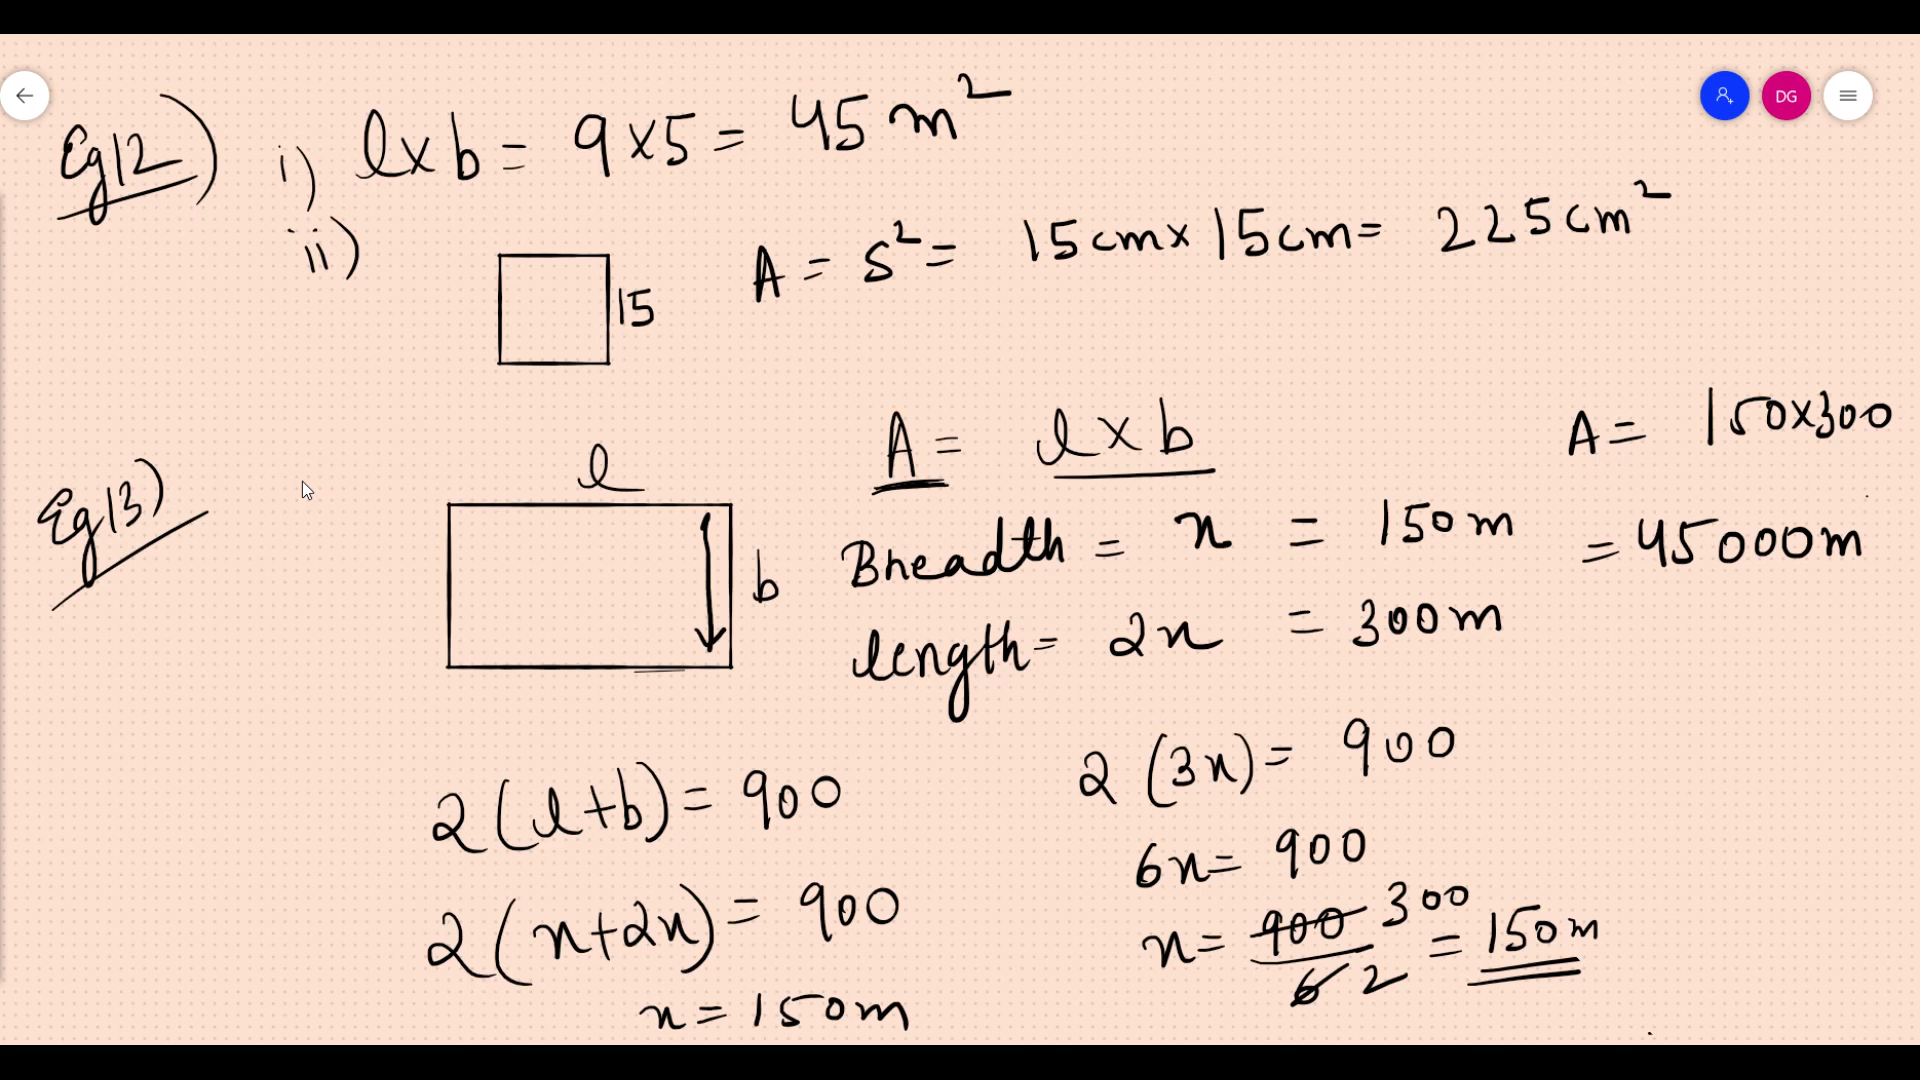 Eg12) i) l×b = 9×5 = 45 m²
ii)
15
A = s² = 15cm × 15cm = 225cm²
Eg13)
l
b
A = l×b
Breadth = x = 150m
length = 2x = 300m
A = 150×300
= 45000m
2(l+b) = 900
2(x+2x) = 900
x = 150m
2(3x) = 900
6x = 900
x = 900/6 300/2 = 150m
DG